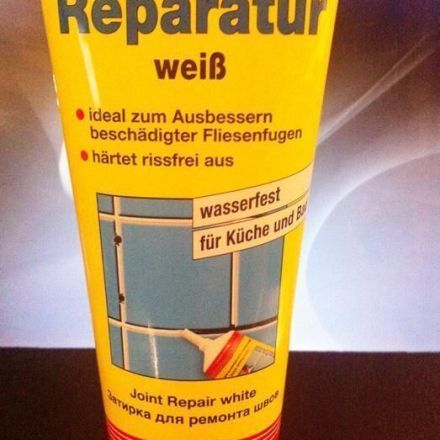 Reparatur
weiß
ideal zum Ausbessern
beschädigter Fliesenfugen
härtet rissfrei aus
wasserfest
für Küche und Bad
Joint Repair white
Затирка для ремонта швов